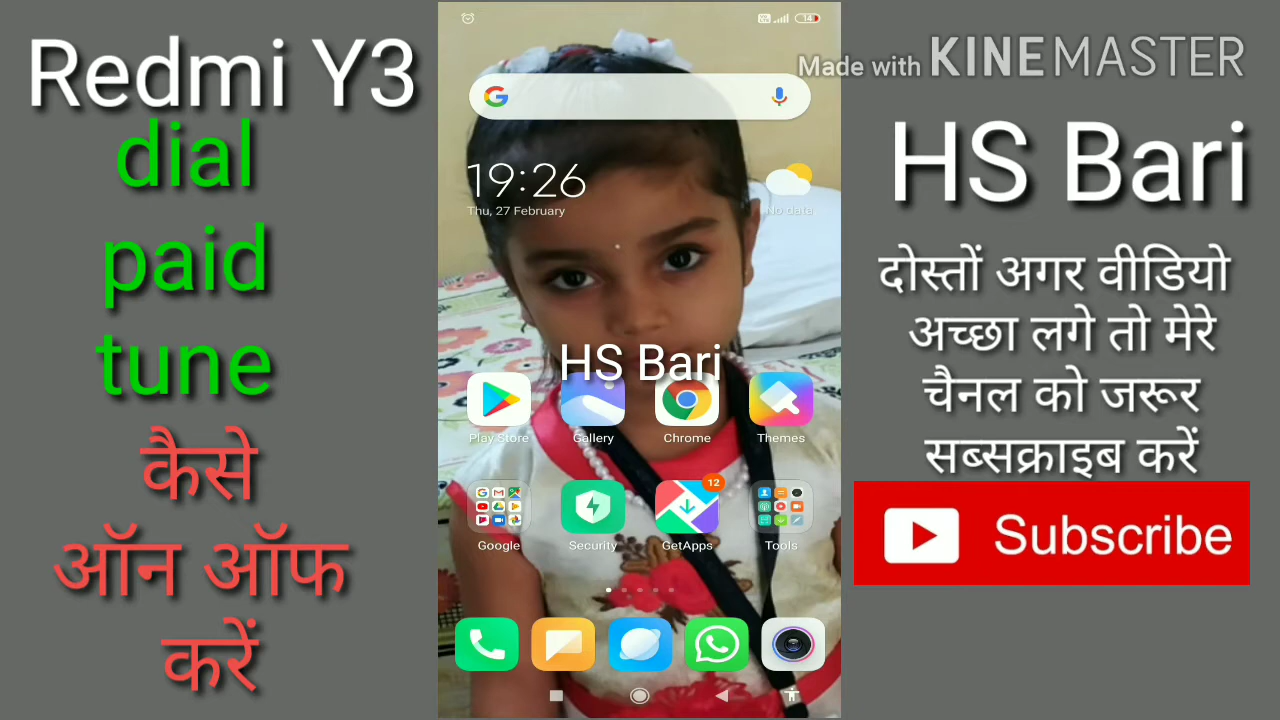 Redmi Y3
dial
paid
tune
कैसे
ऑन ऑफ
करें
14
19:26
Thu, 27 February
No data
HS Bari
Play Store
Gallery
Chrome
Themes
12
Google
Security
GetApps
Tools
Made with KINEMASTER
HS Bari
दोस्तों अगर वीडियो
अच्छा लगे तो मेरे
चैनल को जरूर
सब्सक्राइब करें
Subscribe